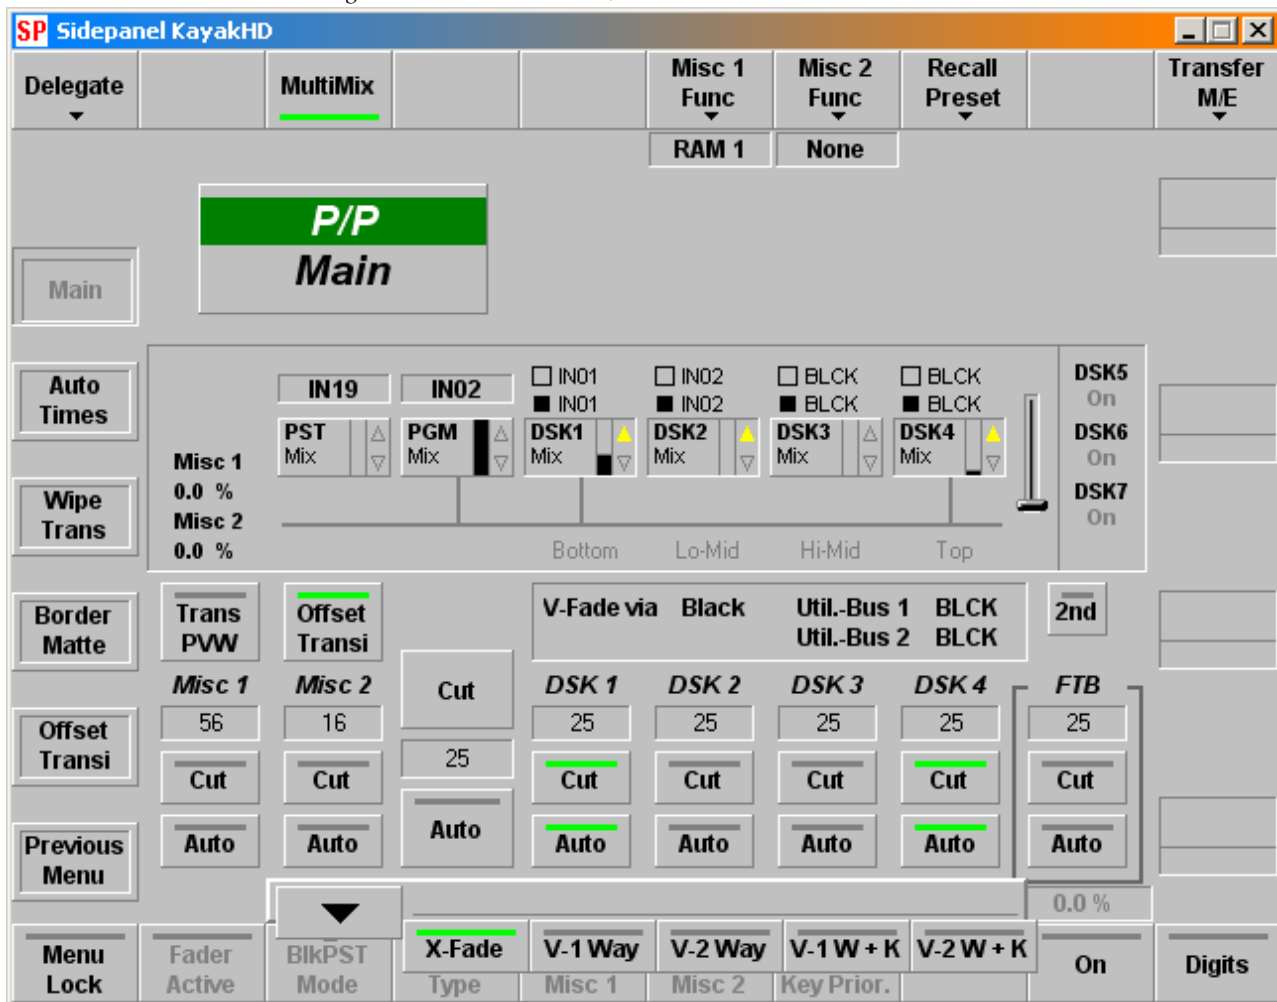 SP Sidepanel KayakHD
Delegate
MultiMix
Misc 1
Func
Misc 2
Func
Recall
Preset
Transfer
M/E
RAM 1
None
P/P
Main
Main
Auto
Times
Wipe
Trans
Border
Matte
Offset
Transi
Previous
Menu
Misc 1
0.0 %
Misc 2
0.0 %
IN19
IN02
IN01
IN02
BLCK
BLCK
IN01
IN02
BLCK
BLCK
PST
Mix
PGM
Mix
DSK1
Mix
DSK2
Mix
DSK3
Mix
DSK4
Mix
Bottom
Lo-Mid
Hi-Mid
Top
DSK5
On
DSK6
On
DSK7
On
Trans
PVW
Offset
Transi
V-Fade via Black Util.-Bus 1 BLCK
Util.-Bus 2 BLCK
2nd
Misc 1
56
Cut
Auto
Misc 2
16
Cut
Auto
Cut
25
Auto
DSK 1
25
Cut
Auto
DSK 2
25
Cut
Auto
DSK 3
25
Cut
Auto
DSK 4
25
Cut
Auto
FTB
25
Cut
Auto
0.0 %
X-Fade
V-1 Way
V-2 Way
V-1 W + K
V-2 W + K
Menu
Lock
Fader
Active
BlkPST
Mode
Type
Misc 1
Misc 2
Key Prior.
On
Digits